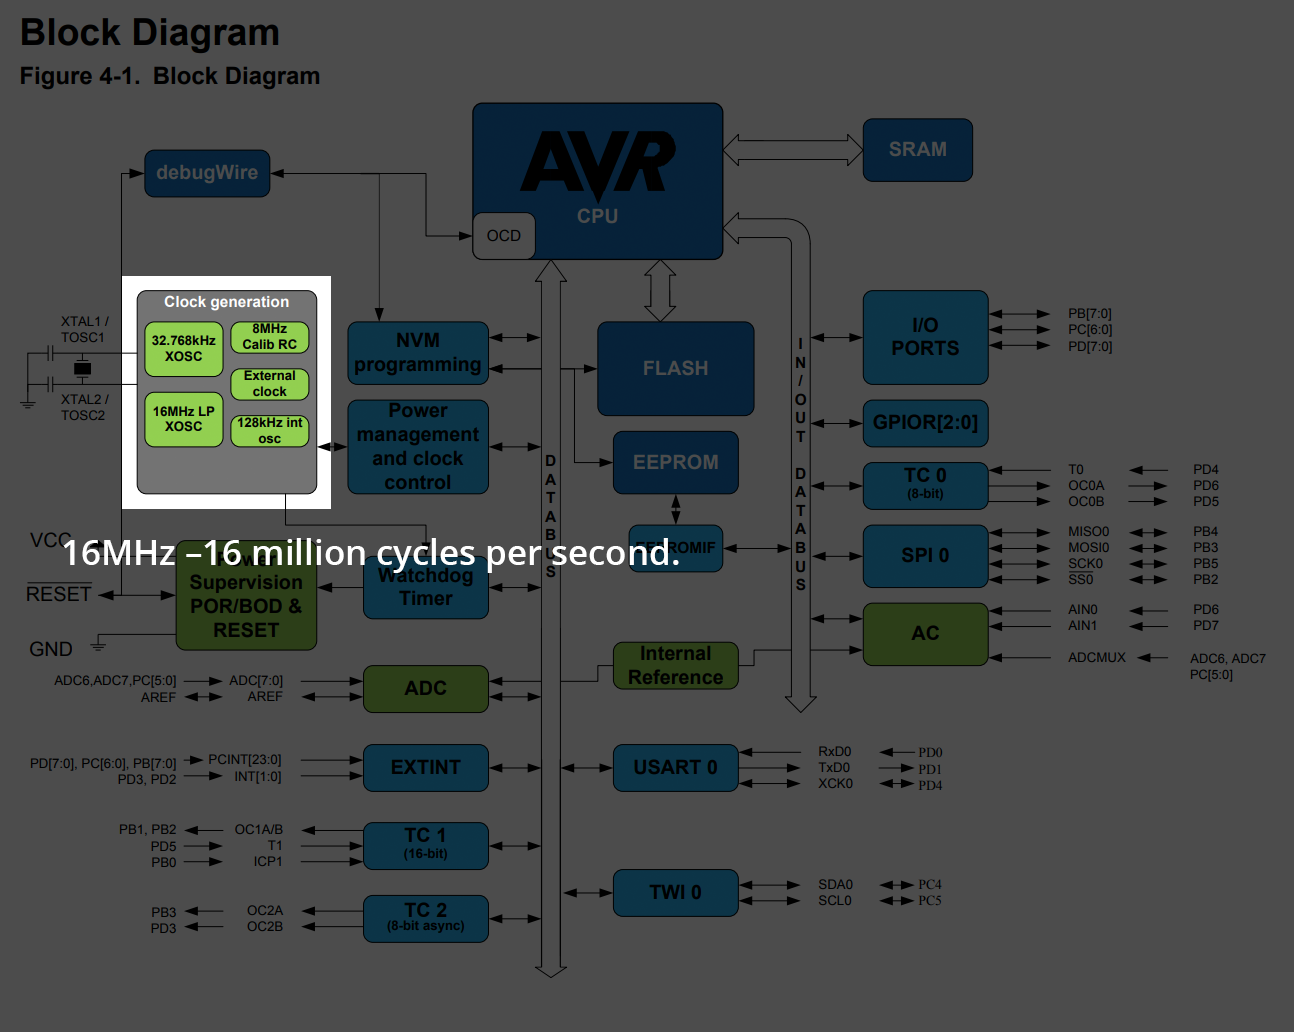 Block Diagram
Figure 4-1.  Block Diagram
AVR
CPU
OCD
SRAM
debugWire
Clock generation
32.768kHz
XOSC
8MHz
Calib RC
External
clock
16MHz LP
XOSC
128kHz int
osc
XTAL1 /
TOSC1
XTAL2 /
TOSC2
NVM
programming
Power
management
and clock
control
FLASH
EEPROM
EEPROMIF
DATABUS
IN/OUT DATABUS
I/O
PORTS
PB[7:0]
PC[6:0]
PD[7:0]
GPIOR[2:0]
TC 0
(8-bit)
T0 PD4
OC0A PD6
OC0B PD5
SPI 0
MISO0 PB4
MOSI0 PB3
SCK0 PB5
SS0 PB2
AC
AIN0 PD6
AIN1 PD7
ADCMUX ADC6, ADC7
PC[5:0]
VCC
RESET
GND
16MHz –16 million cycles per second.
Power
Supervision
POR/BOD &
RESET
Watchdog
Timer
Internal
Reference
ADC6,ADC7,PC[5:0] ADC[7:0]
AREF AREF
ADC
PD[7:0], PC[6:0], PB[7:0] PCINT[23:0]
PD3, PD2 INT[1:0]
EXTINT
USART 0
RxD0 PD0
TxD0 PD1
XCK0 PD4
PB1, PB2 OC1A/B
PD5 T1
PB0 ICP1
TC 1
(16-bit)
TWI 0
SDA0 PC4
SCL0 PC5
PB3 OC2A
PD3 OC2B
TC 2
(8-bit async)